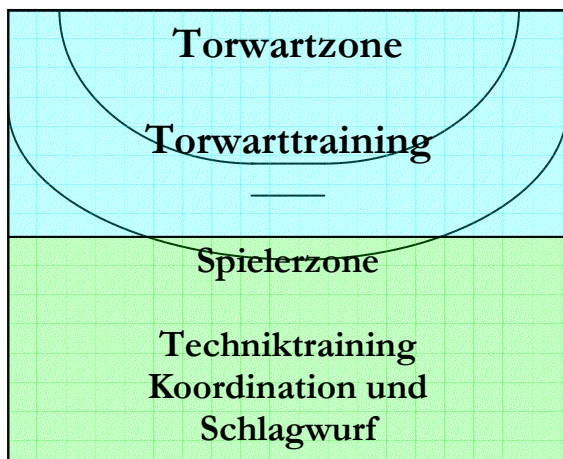 Torwartzone
Torwarttraining
Spielerzone
Techniktraining
Koordination und
Schlagwurf